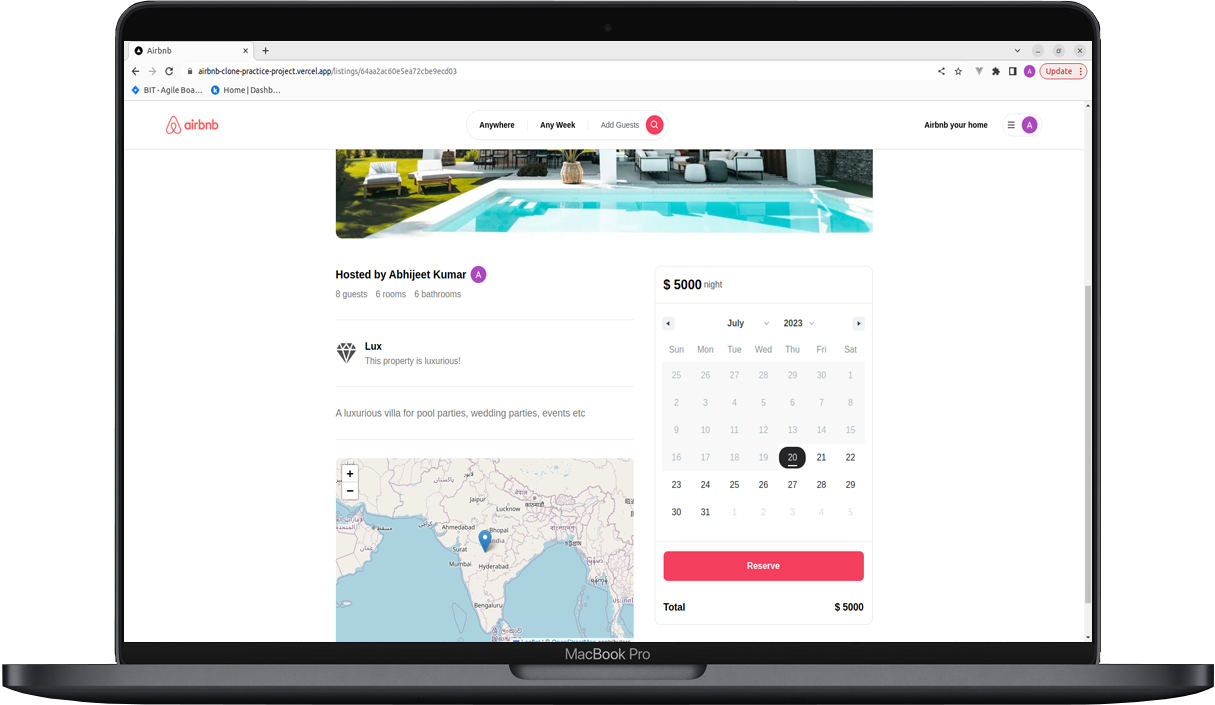 Airbnb
airbnb-clone-practice-project.vercel.app/listings/64aa2ac60e5ea72cbe9ecd03
A
Update
BIT - Agile Boa...
Home | Dashb...
airbnb
Anywhere
Any Week
Add Guests
Airbnb your home
A
Hosted by Abhijeet Kumar
A
8 guests 6 rooms 6 bathrooms
Lux
This property is luxurious!
A luxurious villa for pool parties, wedding parties, events etc
+
−
Jaipur
Lucknow
Ahmedabad
Bhopal
India
Surat
Mumbai
Hyderabad
Bengaluru
$ 5000 night
July 2023
Sun Mon Tue Wed Thu Fri Sat
25 26 27 28 29 30 1
2 3 4 5 6 7 8
9 10 11 12 13 14 15
16 17 18 19 20 21 22
23 24 25 26 27 28 29
30 31 1 2 3 4 5
Reserve
Total $ 5000
MacBook Pro